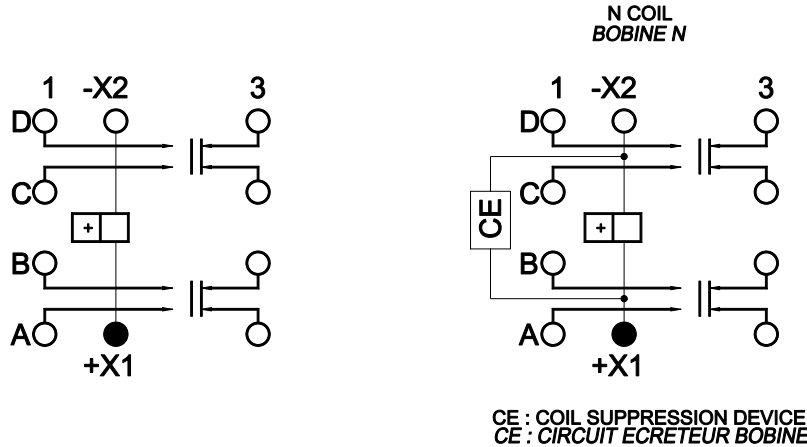 N COIL
BOBINE N
1 -X2 3
D
C
+
B
A
+X1
1 -X2 3
D
C
CE
+
B
A
+X1
CE : COIL SUPPRESSION DEVICE
CE : CIRCUIT ECRETEUR BOBINE